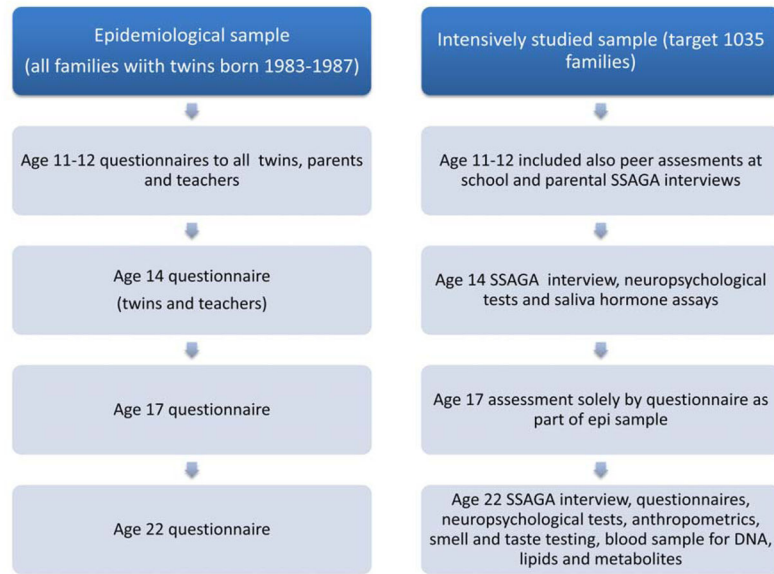 Epidemiological sample
(all families wiith twins born 1983-1987)
Age 11-12 questionnaires to all twins, parents
and teachers
Age 14 questionnaire
(twins and teachers)
Age 17 questionnaire
Age 22 questionnaire
Intensively studied sample (target 1035
families)
Age 11-12 included also peer assesments at
school and parental SSAGA interviews
Age 14 SSAGA interview, neuropsychological
tests and saliva hormone assays
Age 17 assessment solely by questionnaire as
part of epi sample
Age 22 SSAGA interview, questionnaires,
neuropsychological tests, anthropometrics,
smell and taste testing, blood sample for DNA,
lipids and metabolites